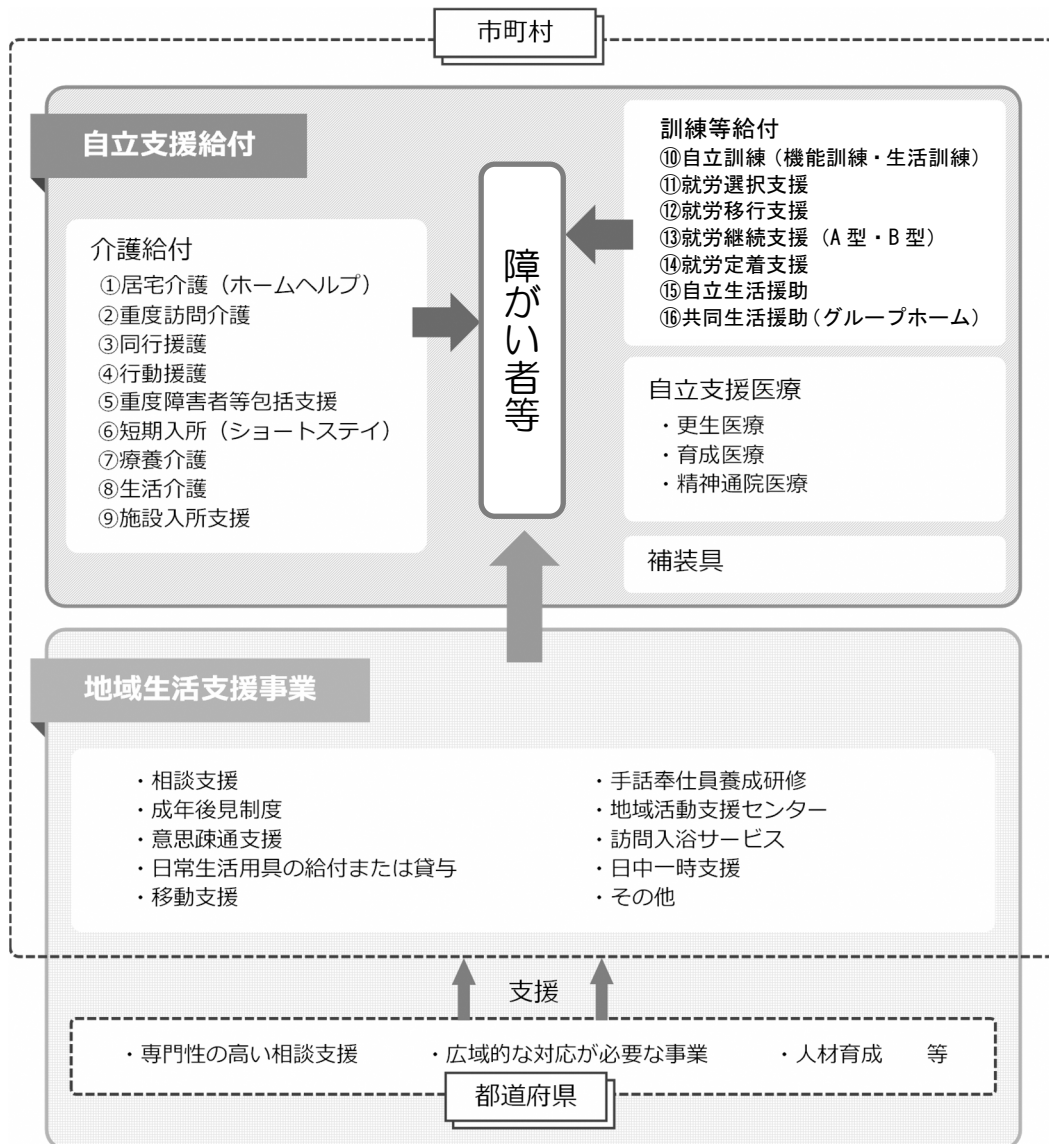 市町村
自立支援給付
介護給付
①居宅介護（ホームヘルプ）
②重度訪問介護
③同行援護
④行動援護
⑤重度障害者等包括支援
⑥短期入所（ショートステイ）
⑦療養介護
⑧生活介護
⑨施設入所支援
障がい者等
訓練等給付
⑩自立訓練（機能訓練・生活訓練）
⑪就労選択支援
⑫就労移行支援
⑬就労継続支援（A型・B型）
⑭就労定着支援
⑮自立生活援助
⑯共同生活援助（グループホーム）
自立支援医療
・更生医療
・育成医療
・精神通院医療
補装具
地域生活支援事業
・相談支援
・成年後見制度
・意思疎通支援
・日常生活用具の給付または貸与
・移動支援
・手話奉仕員養成研修
・地域活動支援センター
・訪問入浴サービス
・日中一時支援
・その他
支援
・専門性の高い相談支援　・広域的な対応が必要な事業　・人材育成　等
都道府県